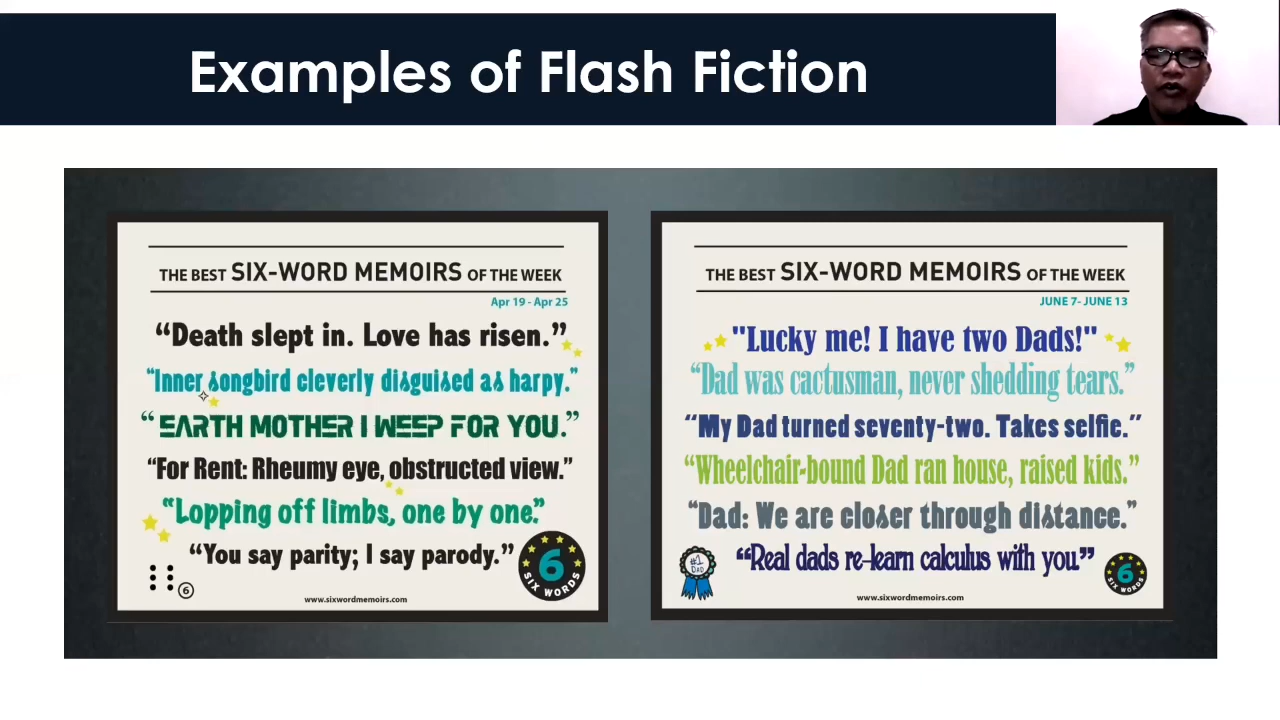 Examples of Flash Fiction
THE BEST SIX-WORD MEMOIRS OF THE WEEK
Apr 19 - Apr 25
“Death slept in. Love has risen.”
“Inner songbird cleverly disguised as harpy.”
“EARTH MOTHER I WEEP FOR YOU.”
“For Rent: Rheumy eye, obstructed view.”
“Lopping off limbs, one by one.”
“You say parity; I say parody.”
6
www.sixwordmemoirs.com
6
SIX WORDS
THE BEST SIX-WORD MEMOIRS OF THE WEEK
JUNE 7- JUNE 13
"Lucky me! I have two Dads!"
“Dad was cactusman, never shedding tears.”
“My Dad turned seventy-two. Takes selfie.”
“Wheelchair-bound Dad ran house, raised kids.”
“Dad: We are closer through distance.”
“Real dads re-learn calculus with you.”
#1
DAD
www.sixwordmemoirs.com
6
SIX WORDS